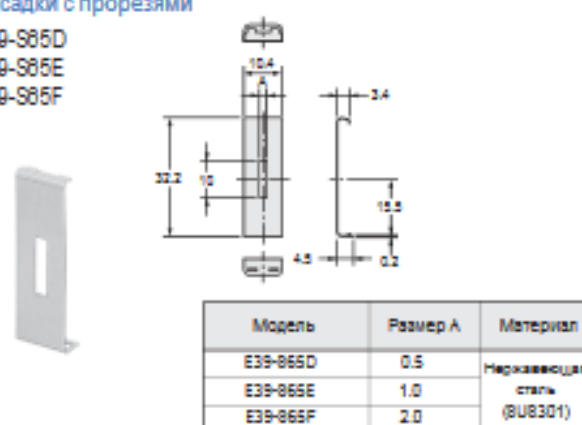 садки с прорезями
9-S65D
9-S65E
9-S65F
10.4
A
3.4
32.2
10
15.5
4.5
0.2
Модель
Размер A
Материал
E39-S65D
0.5
Нержавеющая
сталь
(SUS301)
E39-S65E
1.0
E39-S65F
2.0